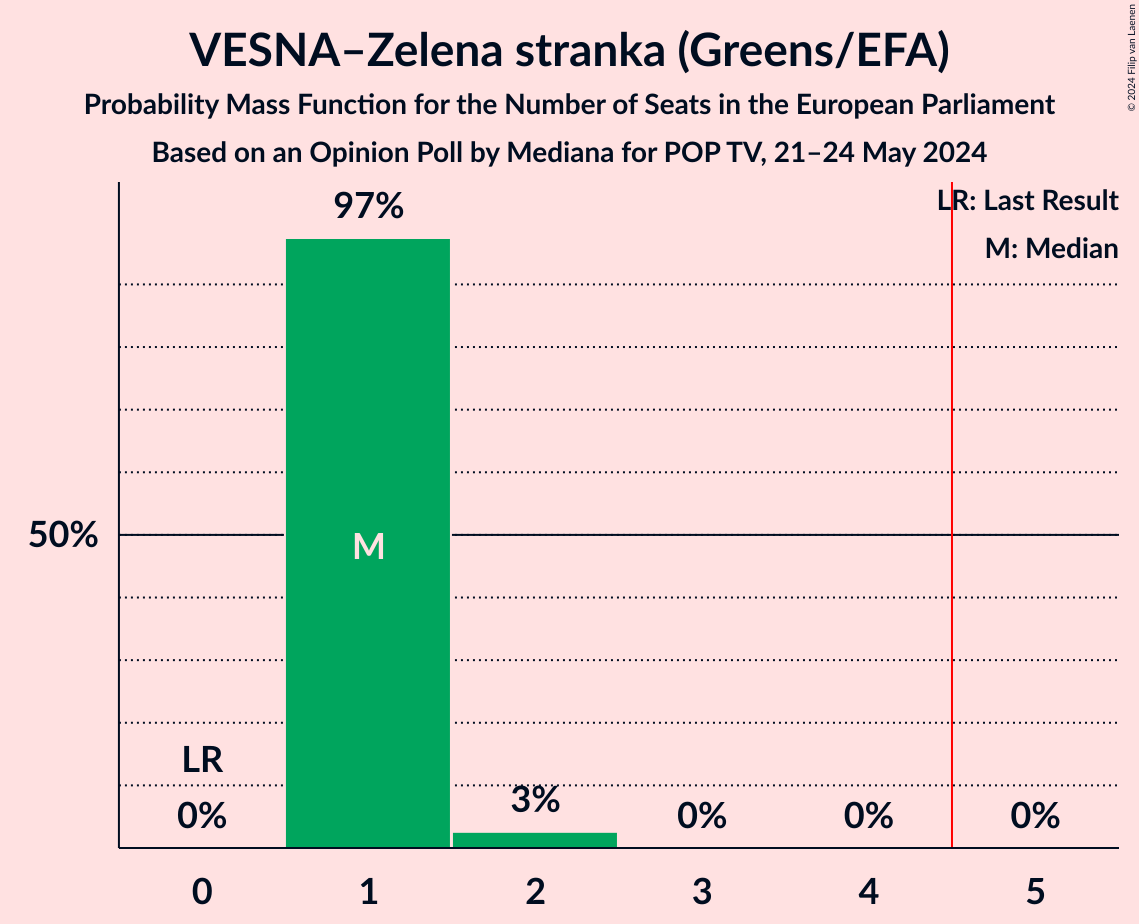 VESNA–Zelena stranka (Greens/EFA)
Probability Mass Function for the Number of Seats in the European Parliament
Based on an Opinion Poll by Mediana for POP TV, 21–24 May 2024
© 2024 Filip van Laenen
LR: Last Result
M: Median
97%
50%
M
LR
0%
3%
0%
0%
0%
0 1 2 3 4 5